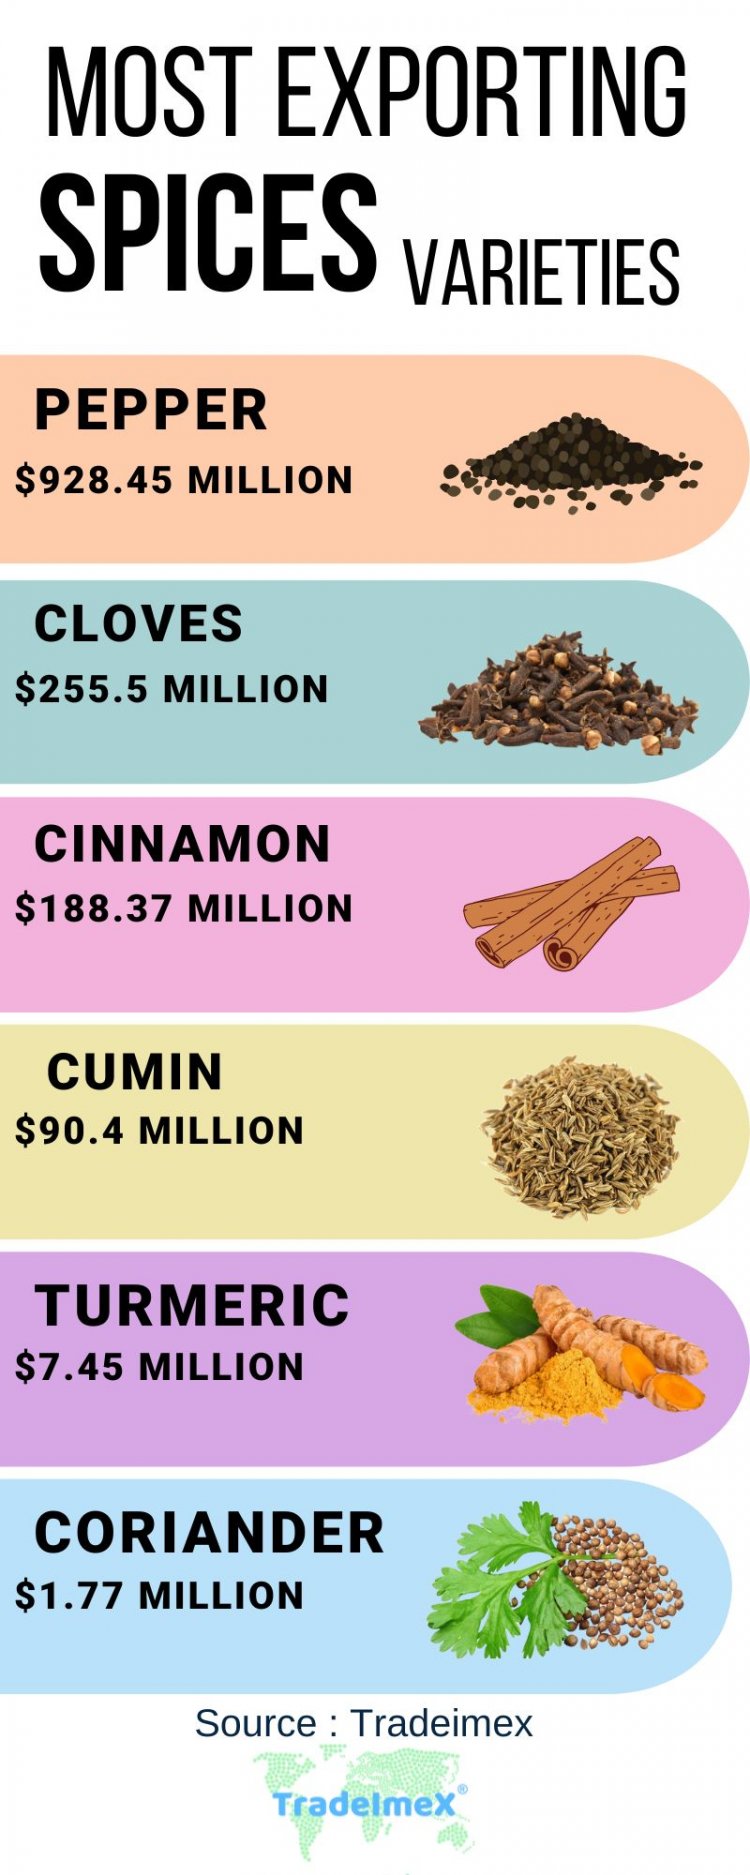 MOST EXPORTING
SPICES VARIETIES
PEPPER
$928.45 MILLION
CLOVES
$255.5 MILLION
CINNAMON
$188.37 MILLION
CUMIN
$90.4 MILLION
TURMERIC
$7.45 MILLION
CORIANDER
$1.77 MILLION
Source : Tradeimex
TradeImeX®